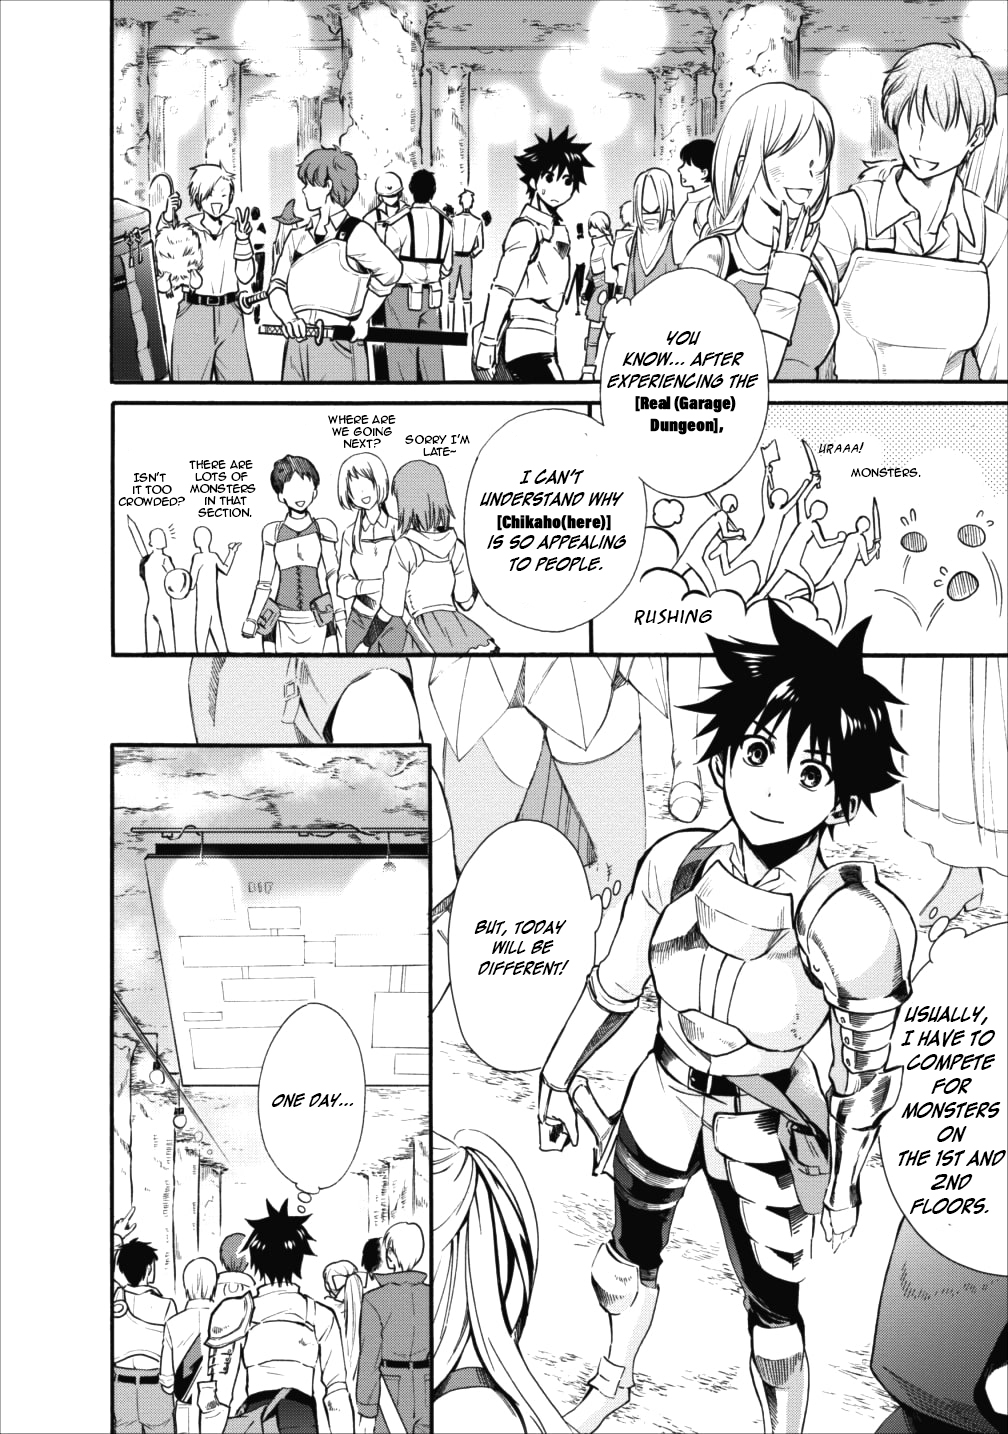 YOU
KNOW... AFTER
EXPERIENCING THE
[Real (Garage)
Dungeon],
I CAN'T
UNDERSTAND WHY
[Chikaho(here)]
IS SO APPEALING
TO PEOPLE.
URAAA!
MONSTERS.
RUSHING
SORRY I'M
LATE~
WHERE ARE
WE GOING
NEXT?
THERE ARE
LOTS OF
MONSTERS
IN THAT
SECTION.
ISN'T
IT TOO
CROWDED?
USUALLY,
I HAVE TO
COMPETE
FOR
MONSTERS
ON
THE 1ST AND
2ND
FLOORS.
BUT, TODAY
WILL BE
DIFFERENT!
ONE DAY...